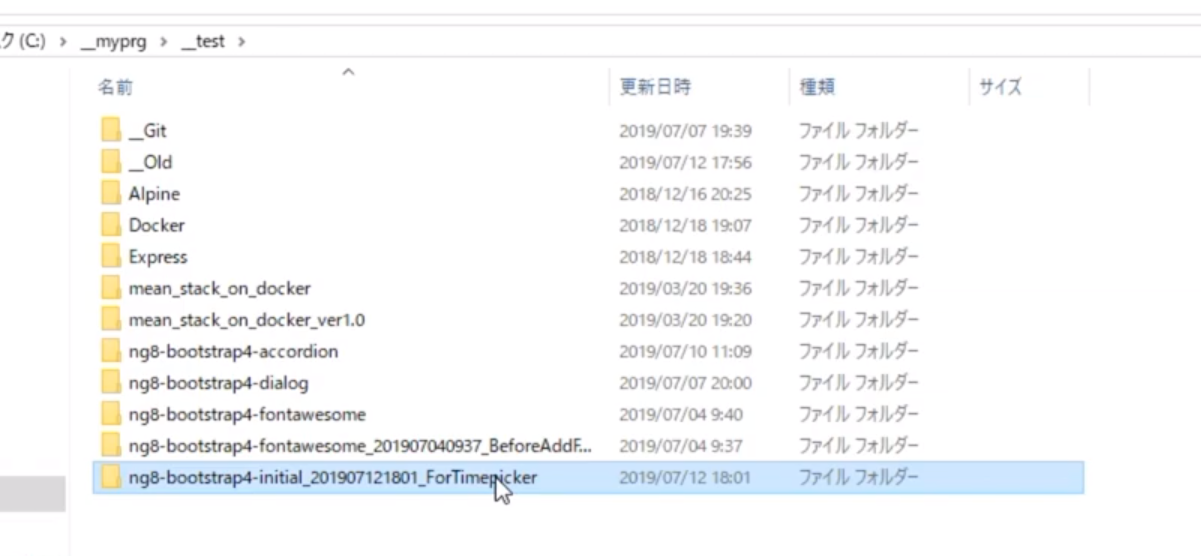 ク (C:) › __myprg › __test ›
名前 更新日時 種類 サイズ
__Git 2019/07/07 19:39 ファイル フォルダー
__Old 2019/07/12 17:56 ファイル フォルダー
Alpine 2018/12/16 20:25 ファイル フォルダー
Docker 2018/12/18 19:07 ファイル フォルダー
Express 2018/12/18 18:44 ファイル フォルダー
mean_stack_on_docker 2019/03/20 19:36 ファイル フォルダー
mean_stack_on_docker_ver1.0 2019/03/20 19:20 ファイル フォルダー
ng8-bootstrap4-accordion 2019/07/10 11:09 ファイル フォルダー
ng8-bootstrap4-dialog 2019/07/07 20:00 ファイル フォルダー
ng8-bootstrap4-fontawesome 2019/07/04 9:40 ファイル フォルダー
ng8-bootstrap4-fontawesome_201907040937_BeforeAddF... 2019/07/04 9:37 ファイル フォルダー
ng8-bootstrap4-initial_201907121801_ForTimepicker 2019/07/12 18:01 ファイル フォルダー